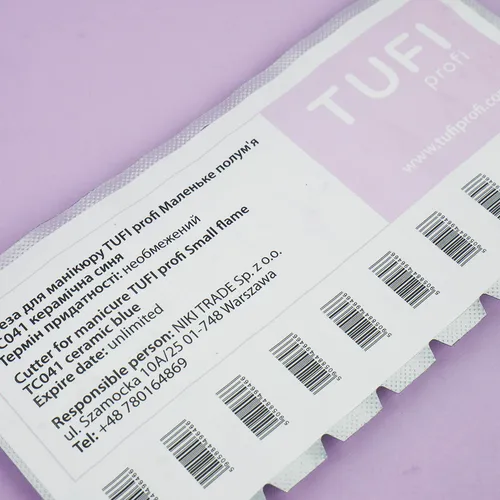 TUFI
profi
www.tufiprofi.com
еза для манікюру TUFI profi Маленьке полум'я
C041 керамічна синя
Термін придатності: необмежений
Cutter for manicure TUFI profi Small flame
TC041 ceramic blue
Expire date: unlimited
Responsible person: NIKI TRADE Sp. z o.o.
ul. Szamocka 10A/25 01-748 Warszawa
Tel: +48 780164869